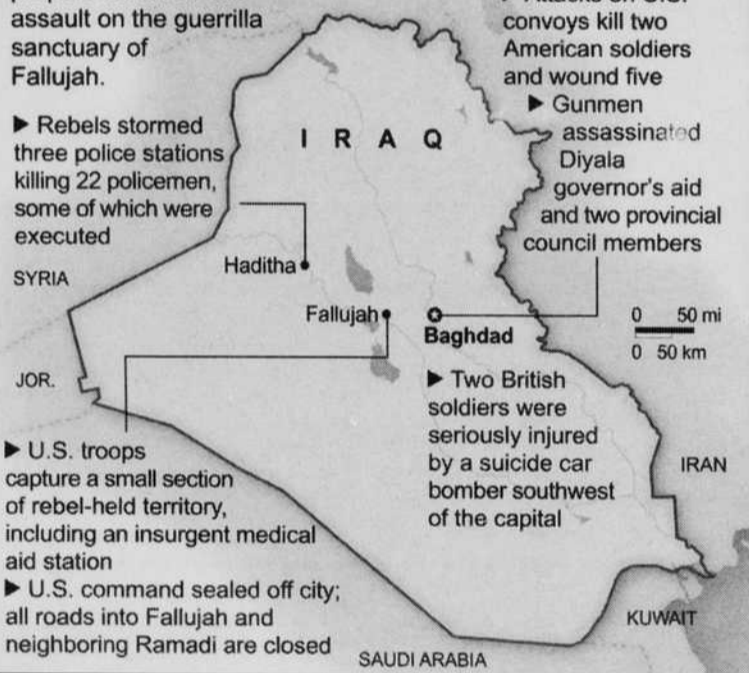 assault on the guerrilla
sanctuary of
Fallujah.
▶ Rebels stormed
three police stations
killing 22 policemen,
some of which were
executed
convoys kill two
American soldiers
and wound five
▶ Gunmen
assassinated
Diyala
governor's aid
and two provincial
council members
I R A Q
SYRIA
Haditha
Fallujah
Baghdad
0 50 mi
0 50 km
JOR.
▶ Two British
soldiers were
seriously injured
by a suicide car
bomber southwest
of the capital
IRAN
▶ U.S. troops
capture a small section
of rebel-held territory,
including an insurgent medical
aid station
▶ U.S. command sealed off city;
all roads into Fallujah and
neighboring Ramadi are closed
KUWAIT
SAUDI ARABIA